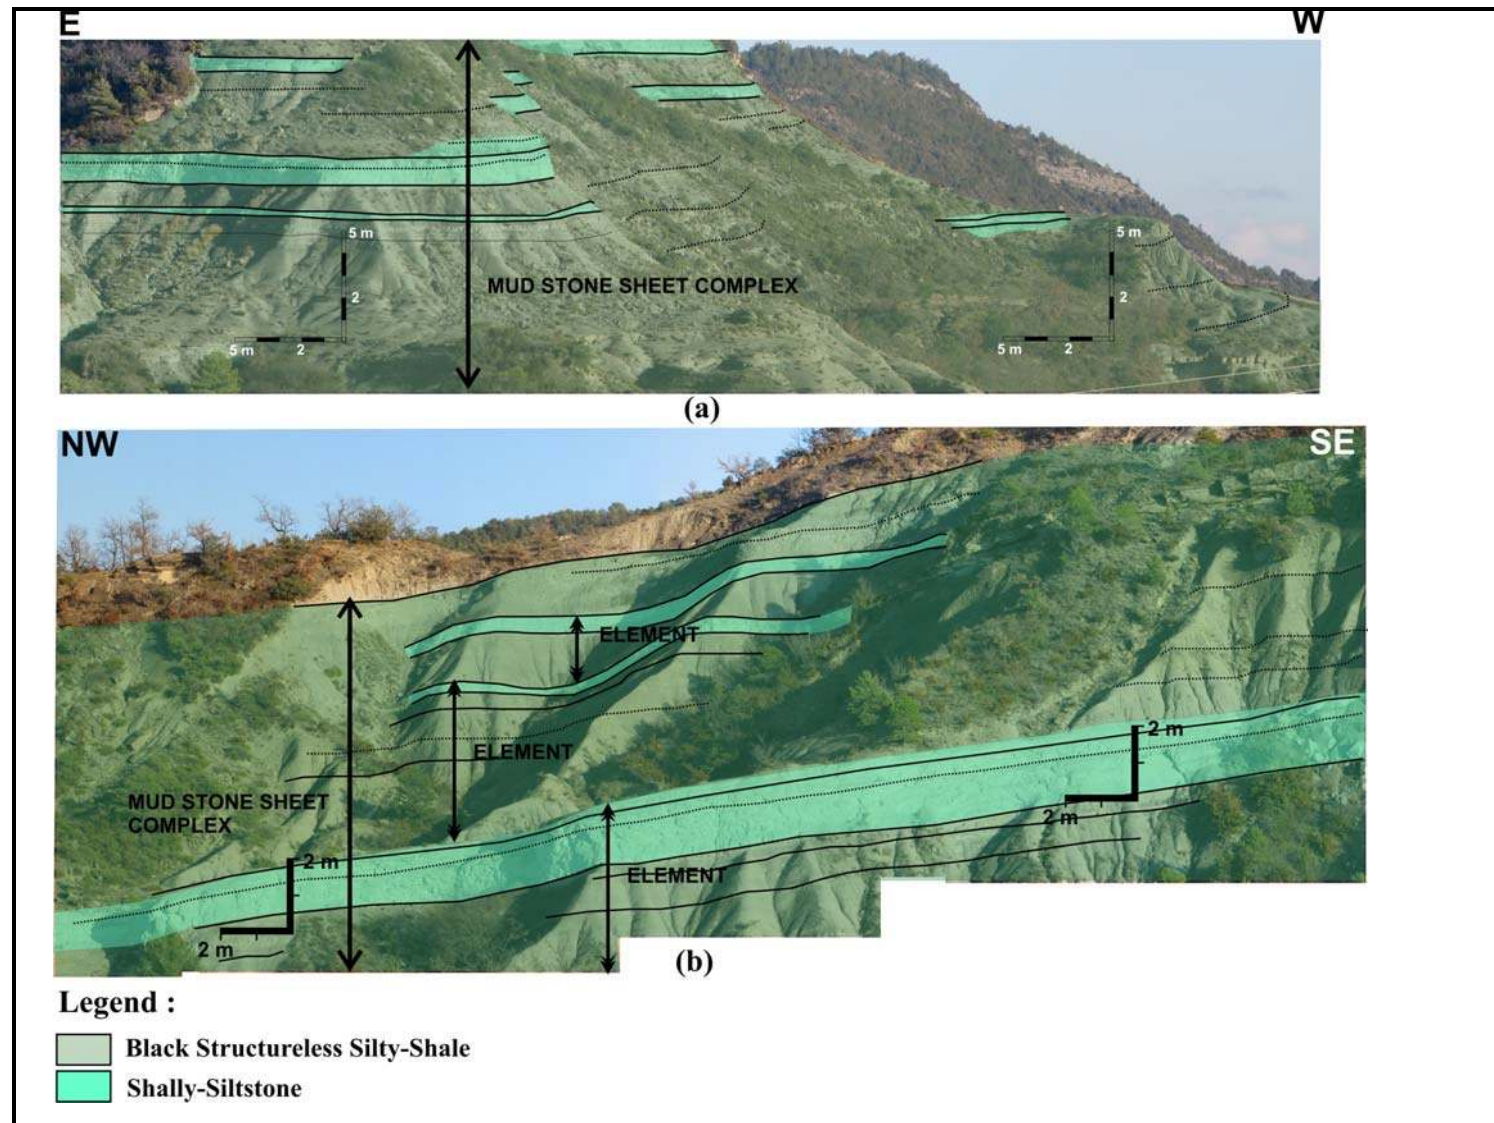 E
W
5 m
2
5 m
2
MUD STONE SHEET COMPLEX
5 m
2
5 m
2
(a)
NW
SE
ELEMENT
ELEMENT
MUD STONE SHEET
COMPLEX
2 m
2 m
2 m
2 m
ELEMENT
(b)
Legend :
Black Structureless Silty-Shale
Shally-Siltstone